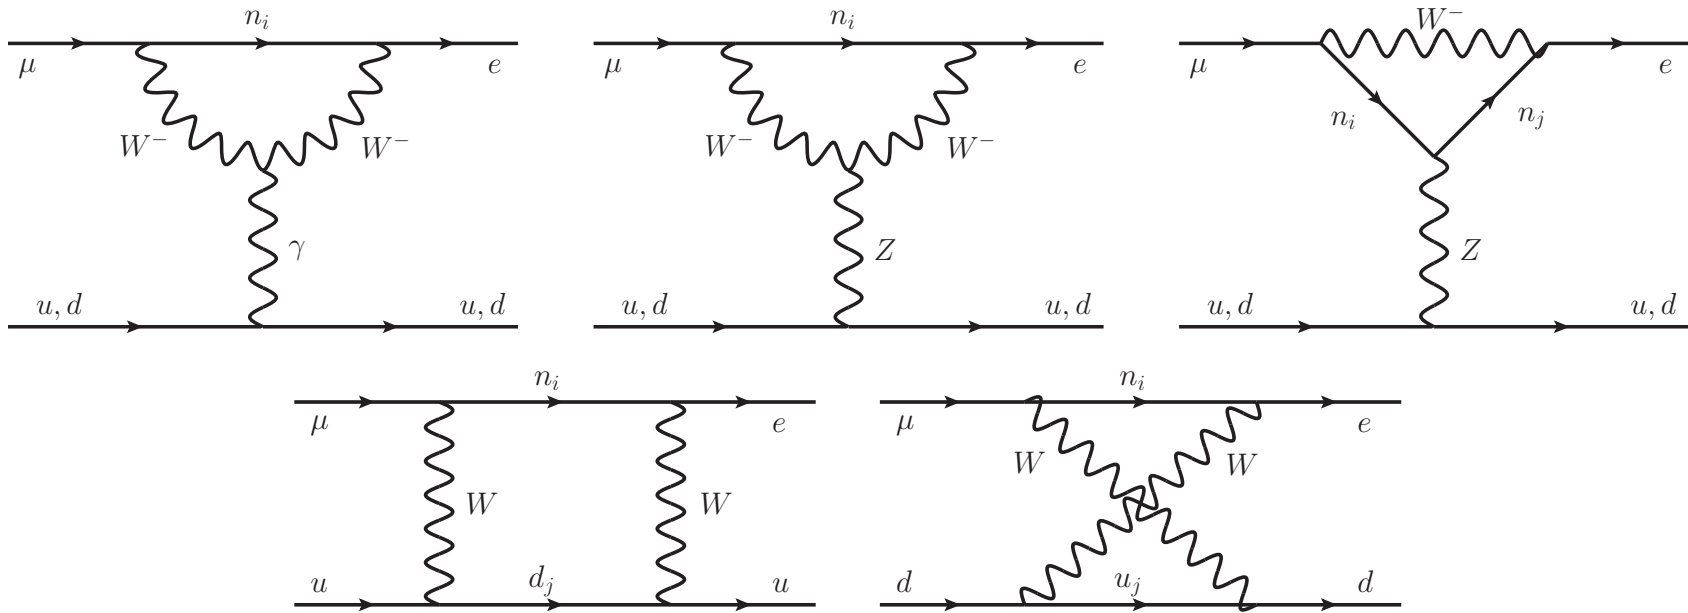 n_i n_i W^-
μ e μ e μ e
n_i n_j
W^- W^- W^- W^-
γ Z Z
u, d u, d u, d u, d u, d u, d
n_i n_i
μ e μ e
W W
W W
u d_j u d u_j d